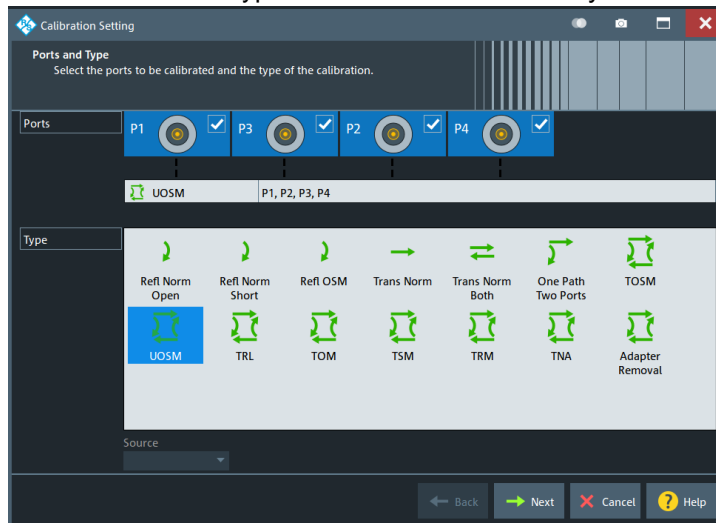 Calibration Setting
Ports and Type
Select the ports to be calibrated and the type of the calibration.
Ports
P1 P3 P2 P4
UOSM P1, P2, P3, P4
Type
Refl Norm Open
Refl Norm Short
Refl OSM
Trans Norm
Trans Norm Both
One Path Two Ports
TOSM
UOSM
TRL
TOM
TSM
TRM
TNA
Adapter Removal
Source
Back Next Cancel ? Help